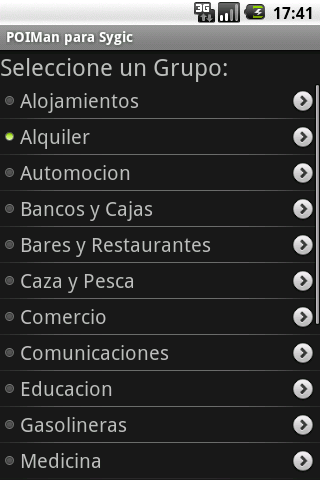 3G 17:41
POIMan para Sygic
Seleccione un Grupo:
Alojamientos
Alquiler
Automocion
Bancos y Cajas
Bares y Restaurantes
Caza y Pesca
Comercio
Comunicaciones
Educacion
Gasolineras
Medicina